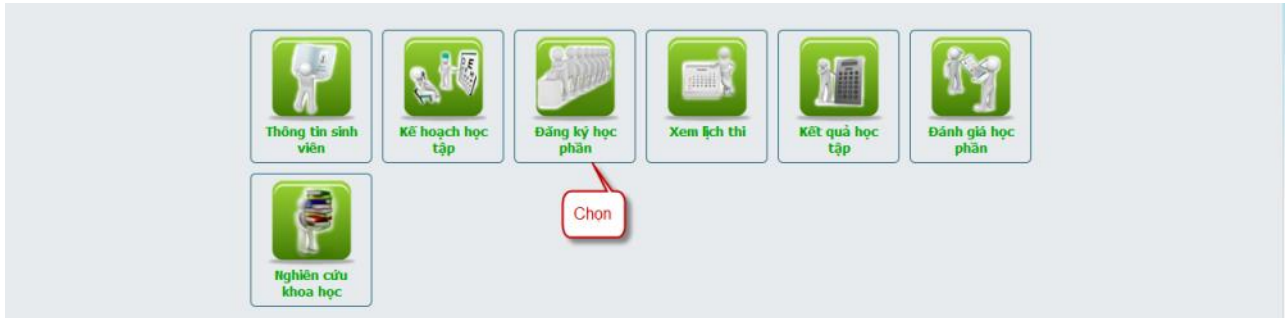 Thông tin sinh
viên
Kế hoạch học
tập
Đăng ký học
phần
Xem lịch thi
Kết quả học
tập
Đánh giá học
phần
Chọn
Nghiên cứu
khoa học